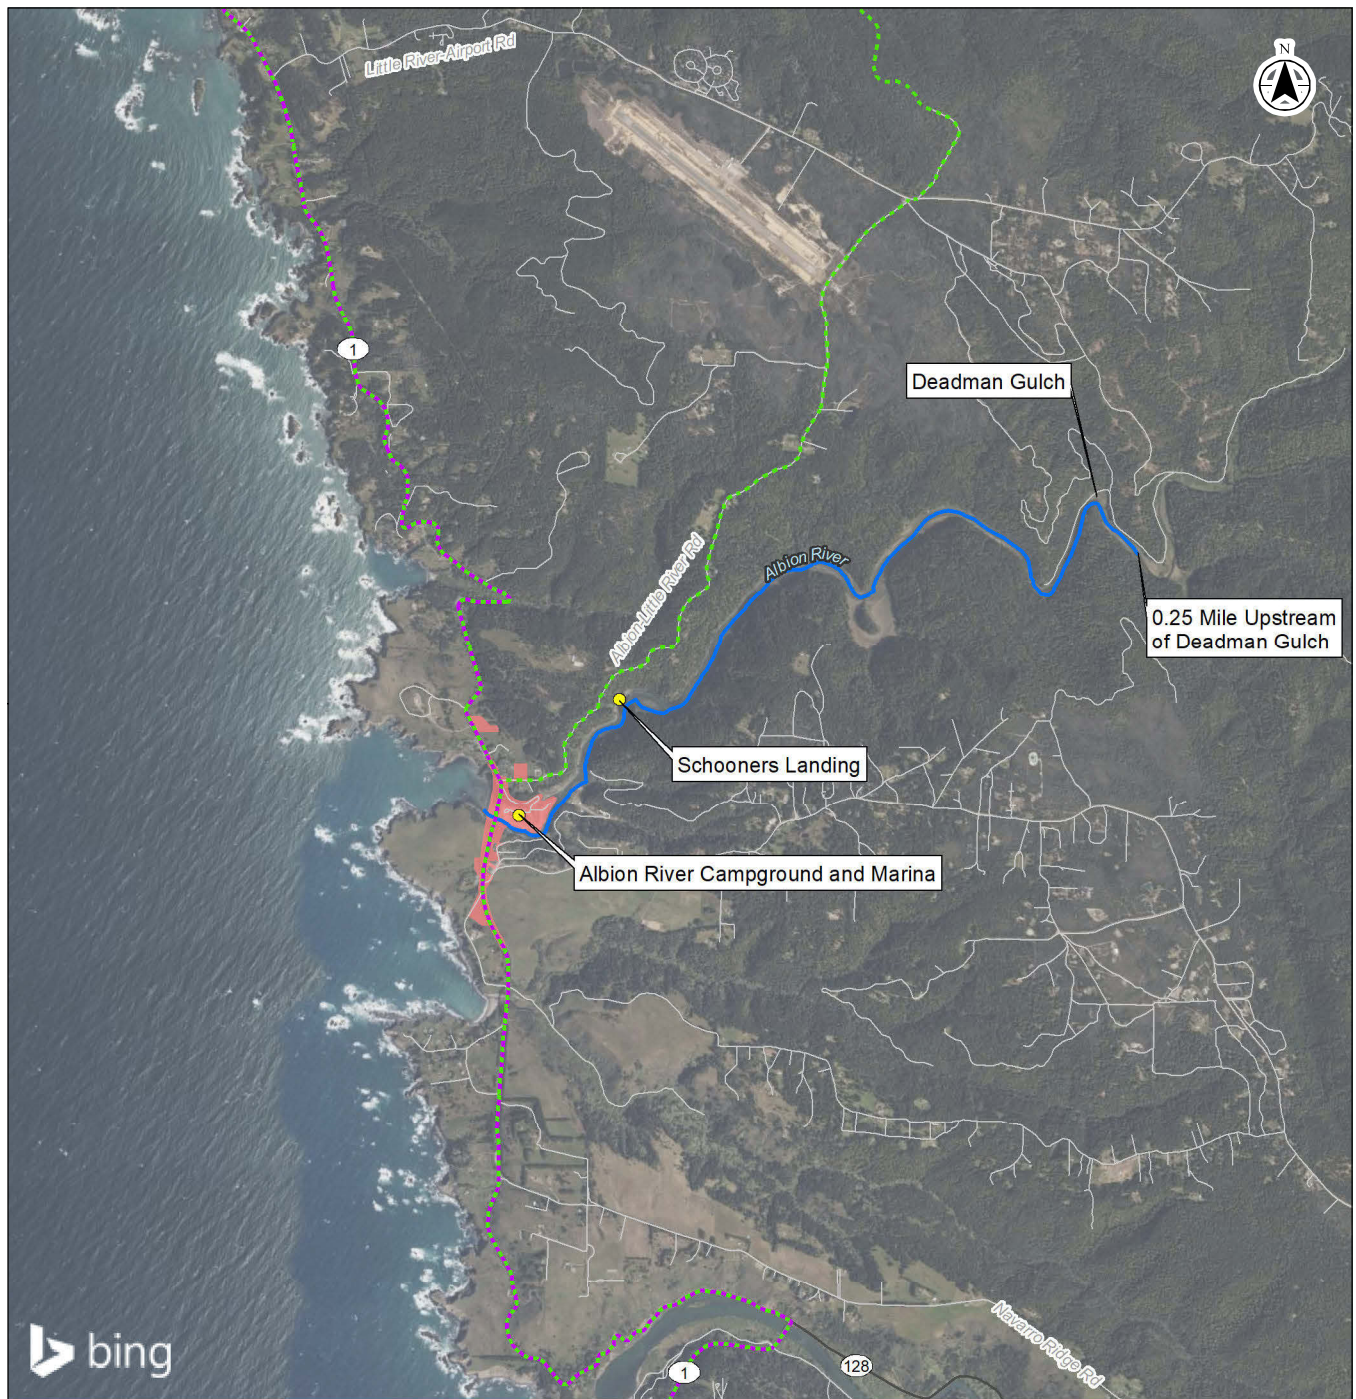 Little River-Airport Rd
N
1
Deadman Gulch
Albion River
Albion-Little River Rd
0.25 Mile Upstream
of Deadman Gulch
Schooners Landing
Albion River Campground and Marina
Navarro Ridge Rd
bing
128
1